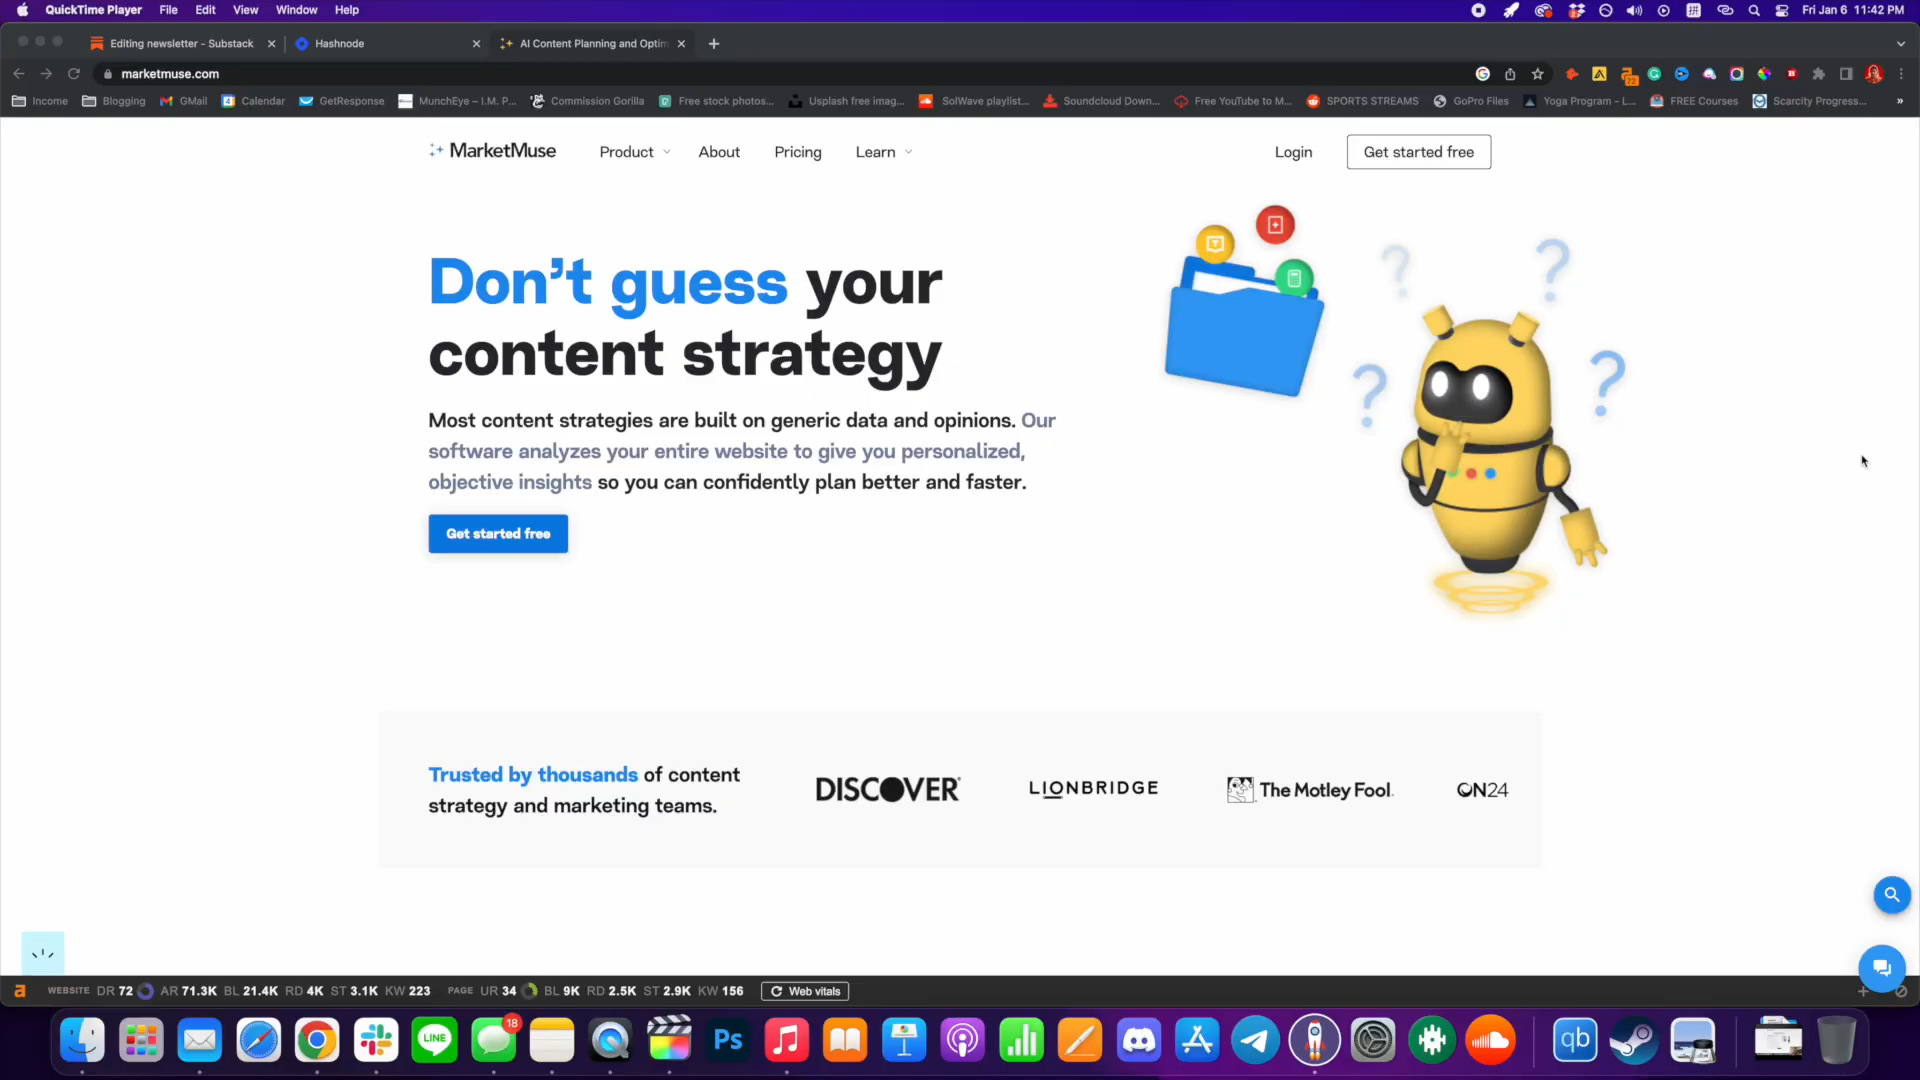 QuickTime Player File Edit View Window Help
Fri Jan 6 11:42 PM
Editing newsletter - Substack
Hashnode
AI Content Planning and Optim
marketmuse.com
72
Income
Blogging
GMail
Calendar
GetResponse
MunchEye – I.M. P...
Commission Gorilla
Free stock photos...
Usplash free imag...
SolWave playlist...
Soundcloud Down...
Free YouTube to M...
SPORTS STREAMS
GoPro Files
Yoga Program – L...
FREE Courses
Scarcity Progress...
MarketMuse
Product
About
Pricing
Learn
Login
Get started free
Don't guess your
content strategy
Most content strategies are built on generic data and opinions. Our
software analyzes your entire website to give you personalized,
objective insights so you can confidently plan better and faster.
Get started free
Trusted by thousands of content
strategy and marketing teams.
DISCOVER
LIONBRIDGE
The Motley Fool.
ON24
WEBSITE DR 72 AR 71.3K BL 21.4K RD 4K ST 3.1K KW 223 PAGE UR 34 BL 9K RD 2.5K ST 2.9K KW 156
Web vitals
LINE
18
Ps
qb